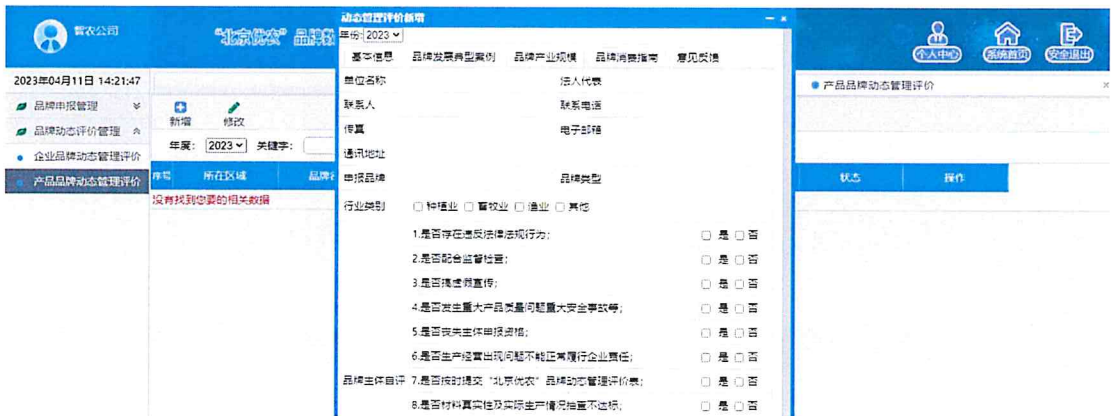 智农公司
“北京优农”品牌数
个人中心
系统首页
安全退出
2023年04月11日 14:21:47
品牌申报管理
品牌动态评价管理
企业品牌动态管理评价
产品品牌动态管理评价
新增
修改
年度: 2023 关键字:
序号 所在区域 品牌名
没有找到您要的相关数据
动态管理评价新增
年份: 2023
基本信息 品牌发展典型案例 品牌产业规模 品牌消费指南 意见反馈
单位名称 法人代表
联系人 联系电话
传真 电子邮箱
通讯地址
申报品牌 品牌类型
行业类别 种植业 畜牧业 渔业 其他
1.是否存在违反法律法规行为; 是 否
2.是否配合监督检查; 是 否
3.是否搞虚假宣传; 是 否
4.是否发生重大产品质量问题重大安全事故等; 是 否
5.是否丧失主体申报资格; 是 否
6.是否生产经营出现问题不能正常履行企业责任; 是 否
品牌主体自评 7.是否按时提交“北京优农”品牌动态管理评价表; 是 否
8.是否材料真实性及实际生产情况抽查不达标; 是 否
产品品牌动态管理评价
状态 操作